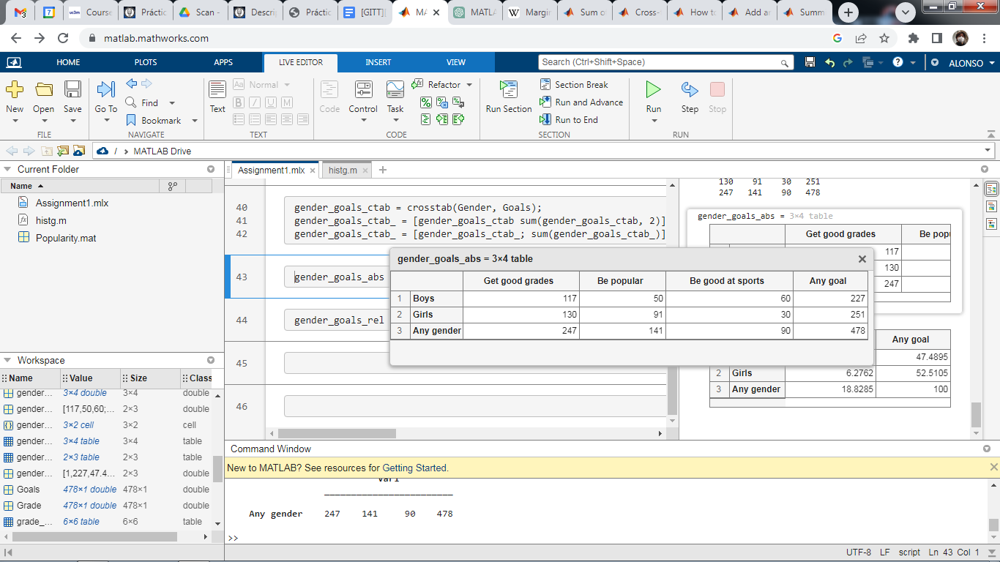 3
7
Course
Práctic
Scan -
Descri
Práctic
[GITT][
MA
MATLA
Margin
Sum o
Cross-
How to
Add ar
Summ
matlab.mathworks.com
HOME
PLOTS
APPS
LIVE EDITOR
INSERT
VIEW
Search (Ctrl+Shift+Space)
ALONSO
New
Open
Save
Go To
Find
Bookmark
Text
Aa Normal
B I U M
Code
Control
Task
Refactor
Run Section
Section Break
Run and Advance
Run to End
Run
Step
Stop
FILE
NAVIGATE
TEXT
CODE
SECTION
RUN
/ > MATLAB Drive
Current Folder
Name
Assignment1.mlx
histg.m
Popularity.mat
Workspace
Name Value Size Class
gender... 3×4 double 3×4 double
gender... [117,50,60;... 2×3 double
gender... 3×2 cell 3×2 cell
gender... 3×4 table 3×4 table
gender... 2×3 table 2×3 table
gender... [1,227,47.4... 2×3 double
Goals 478×1 double 478×1 double
Grade 478×1 double 478×1 double
grade_... 6×6 table 6×6 table
Assignment1.mlx ×
histg.m ×
40 gender_goals_ctab = crosstab(Gender, Goals);
41 gender_goals_ctab_ = [gender_goals_ctab sum(gender_goals_ctab, 2)]
42 gender_goals_ctab_ = [gender_goals_ctab_; sum(gender_goals_ctab_)]
43 gender_goals_abs
44 gender_goals_rel
45
46
130 91 30 251
247 141 90 478
gender_goals_abs = 3×4 table
Get good grades Be popu
117
130
247
gender_goals_abs = 3×4 table
Get good grades Be popular Be good at sports Any goal
1 Boys 117 50 60 227
2 Girls 130 91 30 251
3 Any gender 247 141 90 478
Any goal
47.4895
2 Girls 6.2762 52.5105
3 Any gender 18.8285 100
Command Window
New to MATLAB? See resources for Getting Started.
Var1
Any gender 247 141 90 478
>>
UTF-8 LF script Ln 43 Col 1